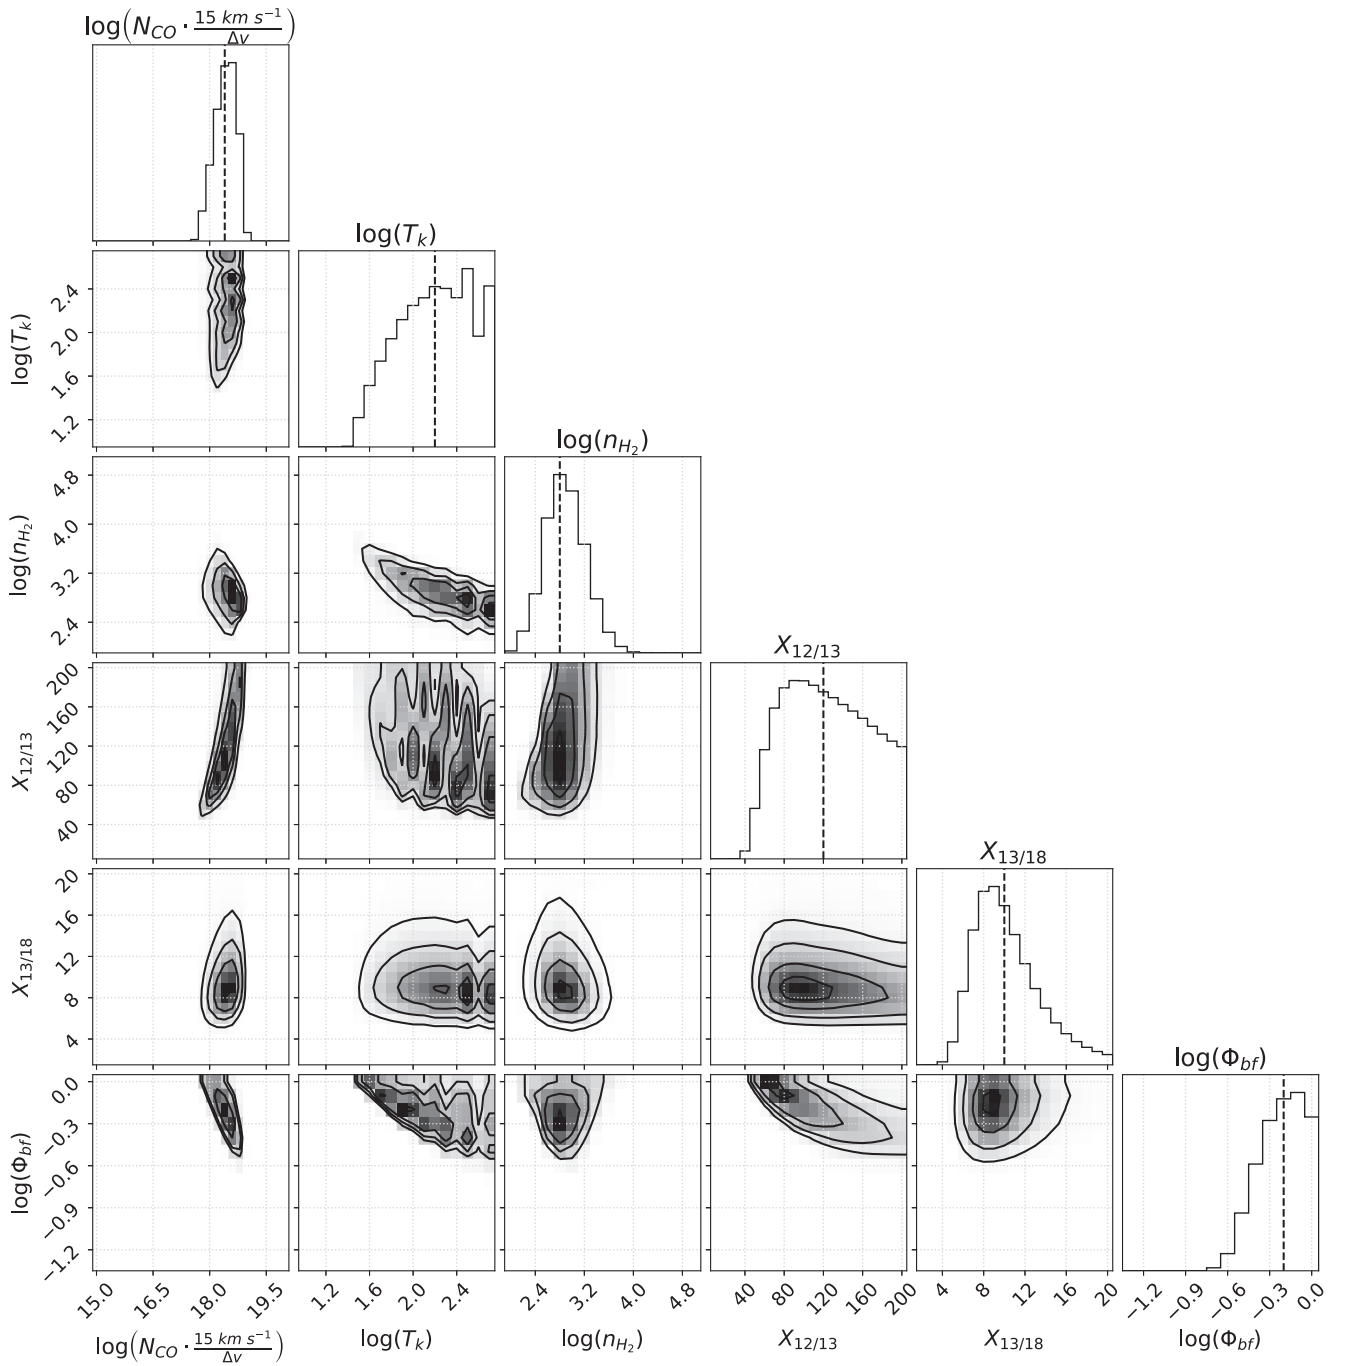 log(N_CO · 15 km s⁻¹ / Δv)
log(T_k)
2.4
2.0
1.6
1.2
log(T_k)
log(n_H₂)
4.8
4.0
3.2
2.4
log(n_H₂)
X_12/13
200
160
120
80
40
X_12/13
X_13/18
20
16
12
8
4
X_13/18
log(Φ_bf)
0.0
−0.3
−0.6
−0.9
−1.2
log(Φ_bf)
15.0 16.5 18.0 19.5 1.2 1.6 2.0 2.4 2.4 3.2 4.0 4.8 40 80 120 160 200 4 8 12 16 20 −1.2 −0.9 −0.6 −0.3 0.0
log(N_CO · 15 km s⁻¹ / Δv) log(T_k) log(n_H₂) X_12/13 X_13/18 log(Φ_bf)